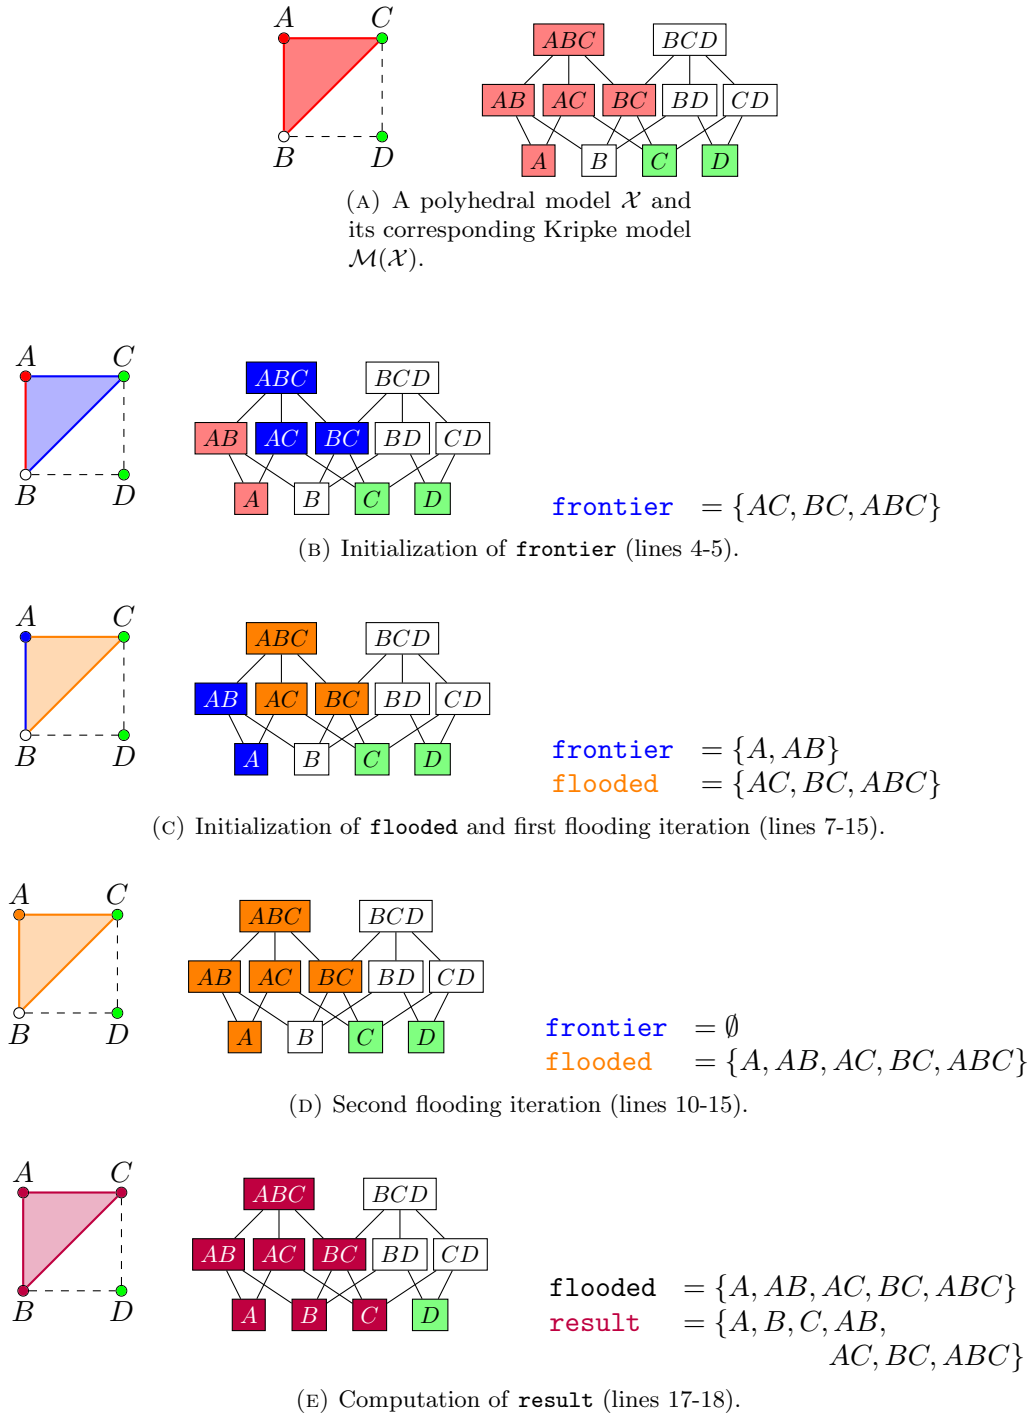 A C
B D
ABC BCD
AB AC BC BD CD
A B C D
(A) A polyhedral model 𝒳 and
its corresponding Kripke model
ℳ(𝒳).
A C
B D
ABC BCD
AB AC BC BD CD
A B C D
frontier = {AC, BC, ABC}
(B) Initialization of frontier (lines 4-5).
A C
B D
ABC BCD
AB AC BC BD CD
A B C D
frontier = {A, AB}
flooded = {AC, BC, ABC}
(C) Initialization of flooded and first flooding iteration (lines 7-15).
A C
B D
ABC BCD
AB AC BC BD CD
A B C D
frontier = ∅
flooded = {A, AB, AC, BC, ABC}
(D) Second flooding iteration (lines 10-15).
A C
B D
ABC BCD
AB AC BC BD CD
A B C D
flooded = {A, AB, AC, BC, ABC}
result = {A, B, C, AB,
AC, BC, ABC}
(E) Computation of result (lines 17-18).